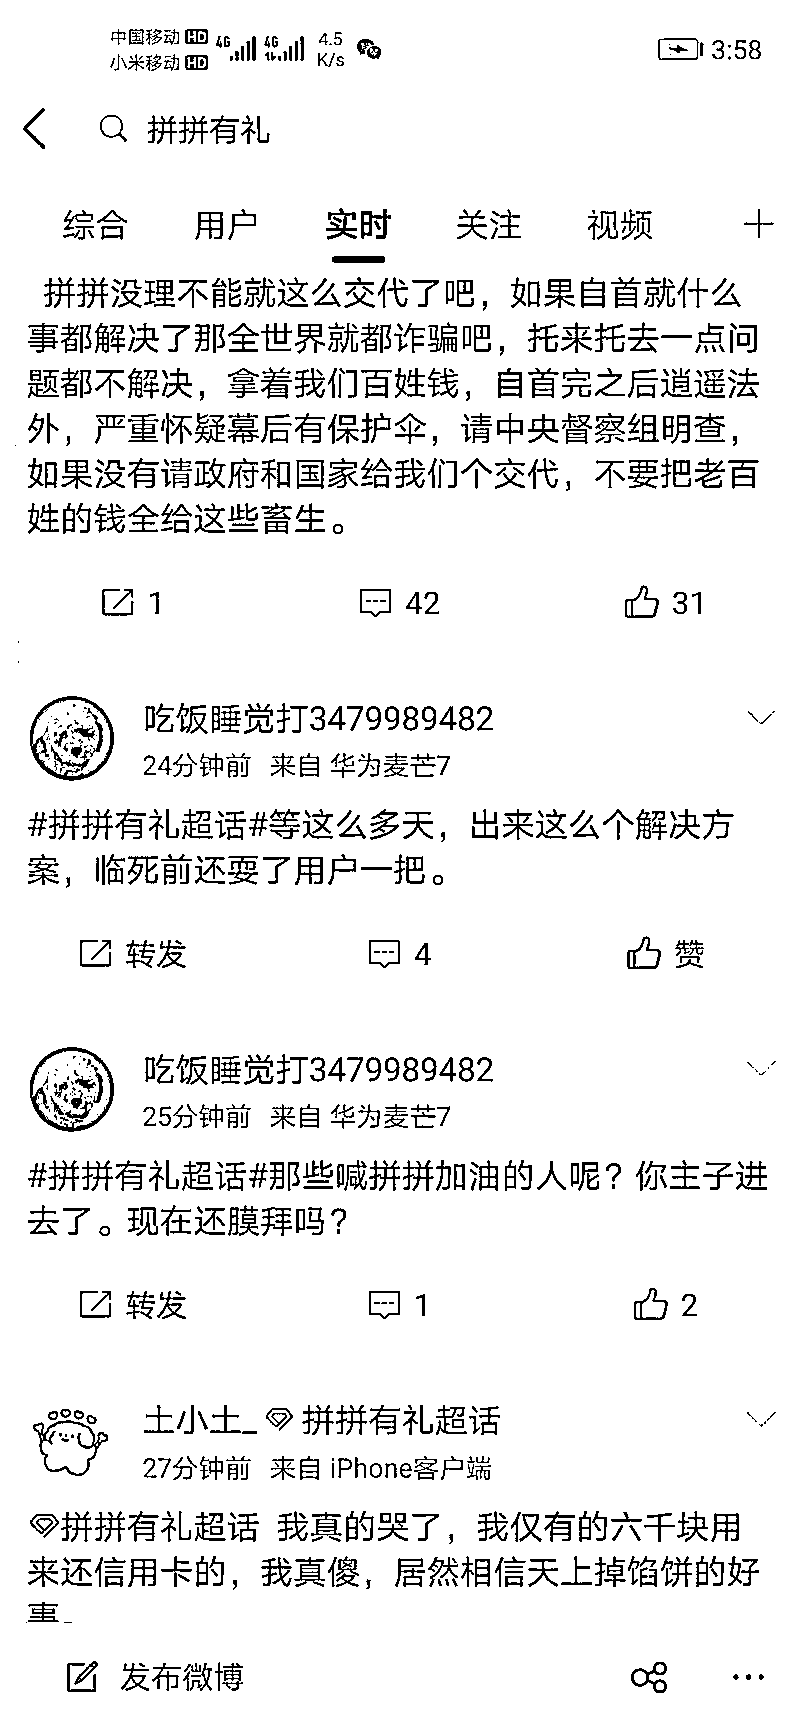 中国移动 HD 4G 4G 4.5 3:58
小米移动 HD K/s
拼拼有礼
综合 用户 实时 关注 视频
拼拼没理不能就这么交代了吧，如果自首就什么
事都解决了那全世界就都诈骗吧，托来托去一点问
题都不解决，拿着我们百姓钱，自首完之后逍遥法
外，严重怀疑幕后有保护伞，请中央督察组明查，
如果没有请政府和国家给我们个交代，不要把老百
姓的钱全给这些畜生。
1 42 31
吃饭睡觉打3479989482
24分钟前 来自 华为麦芒7
#拼拼有礼超话#等这么多天，出来这么个解决方
案，临死前还耍了用户一把。
转发 4 赞
吃饭睡觉打3479989482
25分钟前 来自 华为麦芒7
#拼拼有礼超话#那些喊拼拼加油的人呢？你主子进
去了。现在还膜拜吗？
转发 1 2
土小土_ 拼拼有礼超话
27分钟前 来自 iPhone客户端
拼拼有礼超话 我真的哭了，我仅有的六千块用
来还信用卡的，我真傻，居然相信天上掉馅饼的好
事
发布微博